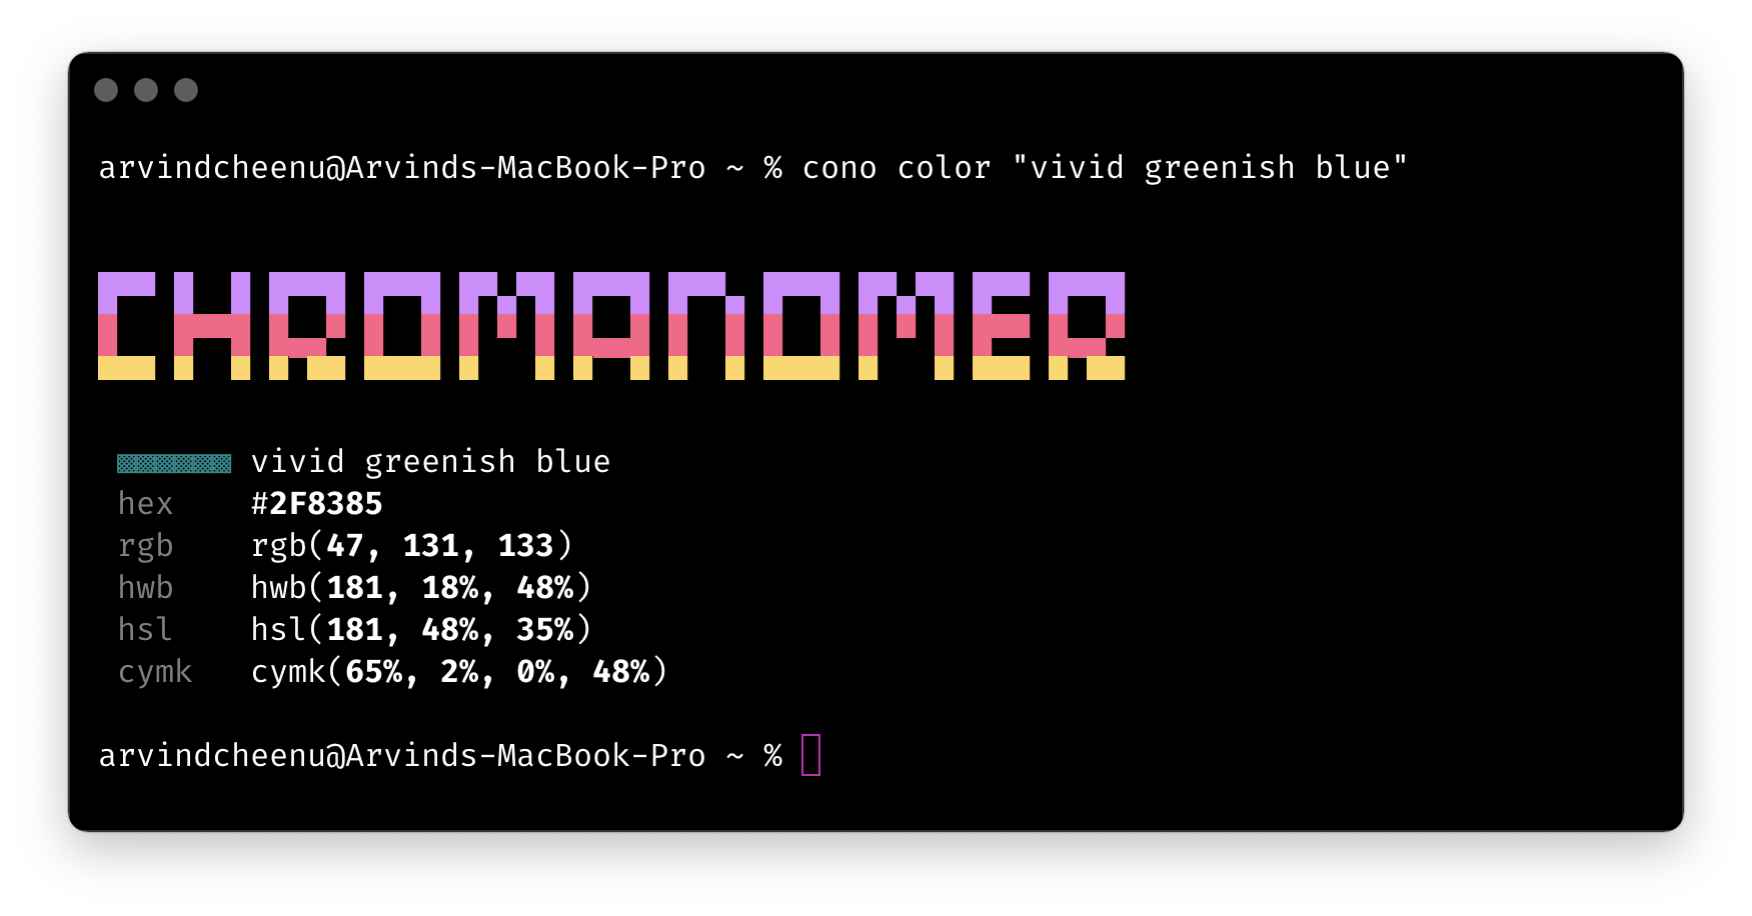 arvindcheenu@Arvinds-MacBook-Pro ~ % cono color "vivid greenish blue"
CHROMANOMER
vivid greenish blue
hex #2F8385
rgb rgb(47, 131, 133)
hwb hwb(181, 18%, 48%)
hsl hsl(181, 48%, 35%)
cymk cymk(65%, 2%, 0%, 48%)
arvindcheenu@Arvinds-MacBook-Pro ~ %